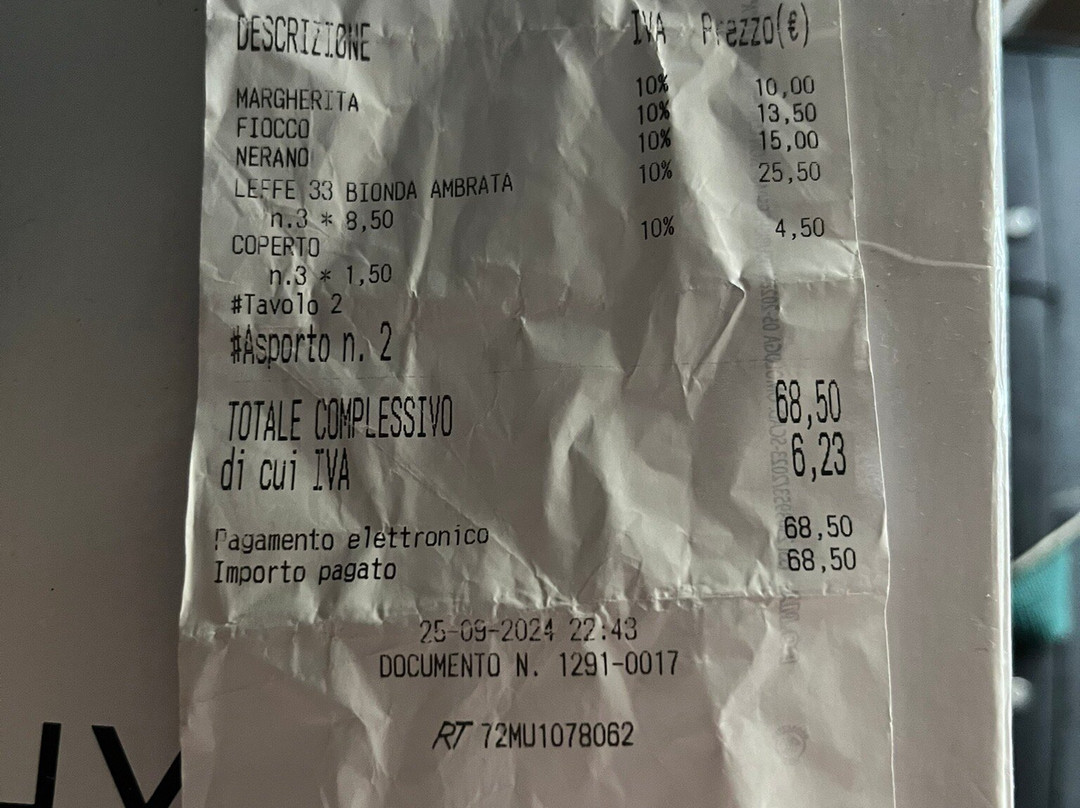 DESCRIZIONE IVA Prezzo(€)
MARGHERITA 10% 10,00
FIOCCO 10% 13,50
NERANO 10% 15,00
LEFFE 33 BIONDA AMBRATA 10% 25,50
n.3 * 8,50
COPERTO 10% 4,50
n.3 * 1,50
#Tavolo 2
#Asporto n. 2
TOTALE COMPLESSIVO 68,50
di cui IVA 6,23
Pagamento elettronico 68,50
Importo pagato 68,50
25-09-2024 22:43
DOCUMENTO N. 1291-0017
RT 72MU1078062